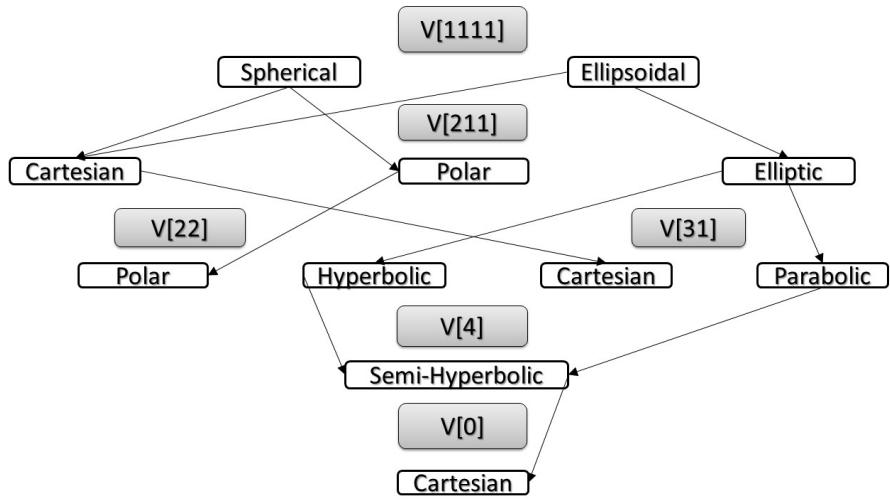 V[1111]
Spherical
Ellipsoidal
V[211]
Cartesian
Polar
Elliptic
V[22]
V[31]
Polar
Hyperbolic
Cartesian
Parabolic
V[4]
Semi-Hyperbolic
V[0]
Cartesian